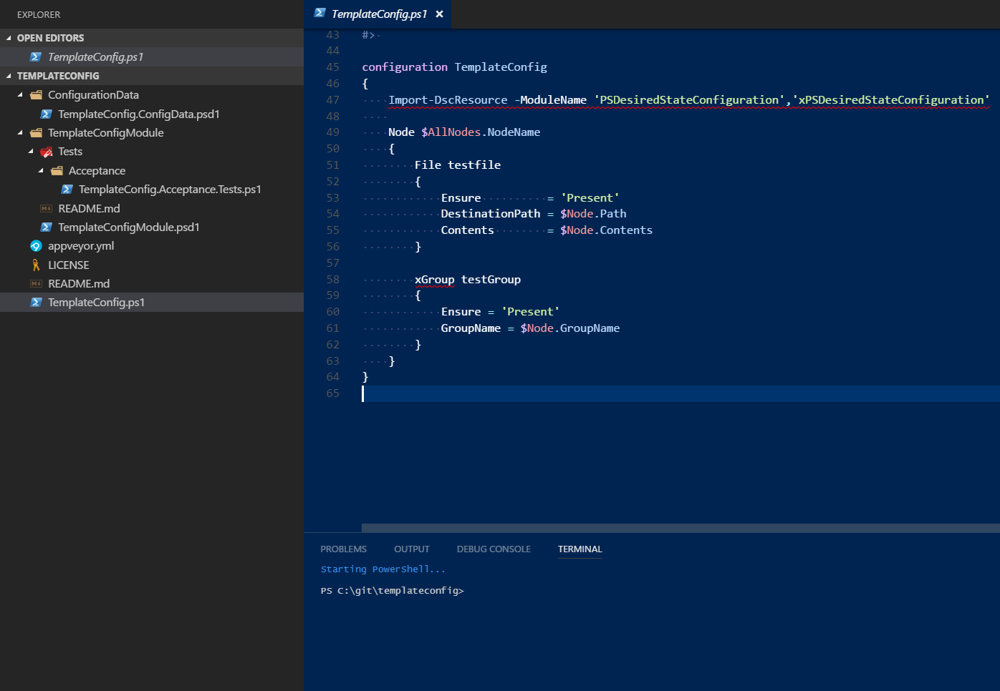 EXPLORER
OPEN EDITORS
TemplateConfig.ps1
TEMPLATECONFIG
ConfigurationData
TemplateConfig.ConfigData.psd1
TemplateConfigModule
Tests
Acceptance
TemplateConfig.Acceptance.Tests.ps1
README.md
TemplateConfigModule.psd1
appveyor.yml
LICENSE
README.md
TemplateConfig.ps1
TemplateConfig.ps1 ×
43 #>
44
45 configuration TemplateConfig
46 {
47     Import-DscResource -ModuleName 'PSDesiredStateConfiguration','xPSDesiredStateConfiguration'
48
49     Node $AllNodes.NodeName
50     {
51         File testfile
52         {
53             Ensure          = 'Present'
54             DestinationPath = $Node.Path
55             Contents        = $Node.Contents
56         }
57
58         xGroup testGroup
59         {
60             Ensure = 'Present'
61             GroupName = $Node.GroupName
62         }
63     }
64 }
65
PROBLEMS OUTPUT DEBUG CONSOLE TERMINAL
Starting PowerShell...
PS C:\git\templateconfig>